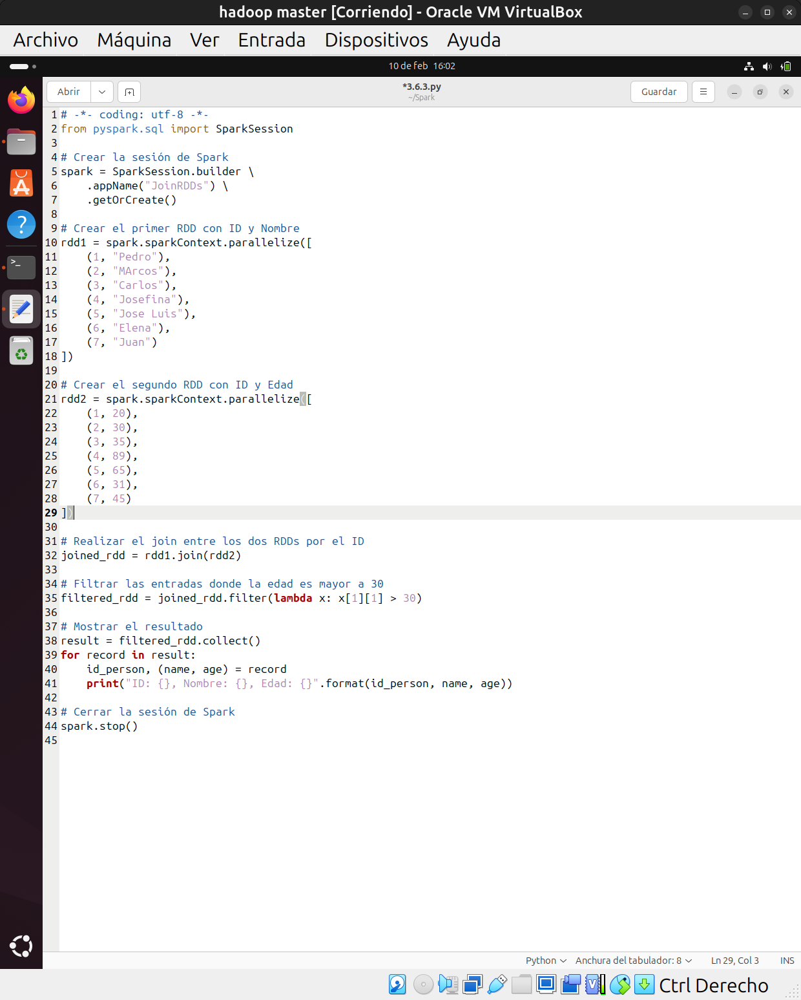 hadoop master [Corriendo] - Oracle VM VirtualBox
Archivo Máquina Ver Entrada Dispositivos Ayuda
10 de feb 16:02
Abrir
*3.6.3.py
~/Spark
Guardar
1 # -*- coding: utf-8 -*-
2 from pyspark.sql import SparkSession
3
4 # Crear la sesión de Spark
5 spark = SparkSession.builder \
6     .appName("JoinRDDs") \
7     .getOrCreate()
8
9 # Crear el primer RDD con ID y Nombre
10 rdd1 = spark.sparkContext.parallelize([
11     (1, "Pedro"),
12     (2, "MArcos"),
13     (3, "Carlos"),
14     (4, "Josefina"),
15     (5, "Jose Luis"),
16     (6, "Elena"),
17     (7, "Juan")
18 ])
19
20 # Crear el segundo RDD con ID y Edad
21 rdd2 = spark.sparkContext.parallelize([
22     (1, 20),
23     (2, 30),
24     (3, 35),
25     (4, 89),
26     (5, 65),
27     (6, 31),
28     (7, 45)
29 ])
30
31 # Realizar el join entre los dos RDDs por el ID
32 joined_rdd = rdd1.join(rdd2)
33
34 # Filtrar las entradas donde la edad es mayor a 30
35 filtered_rdd = joined_rdd.filter(lambda x: x[1][1] > 30)
36
37 # Mostrar el resultado
38 result = filtered_rdd.collect()
39 for record in result:
40     id_person, (name, age) = record
41     print("ID: {}, Nombre: {}, Edad: {}".format(id_person, name, age))
42
43 # Cerrar la sesión de Spark
44 spark.stop()
45
Python Anchura del tabulador: 8 Ln 29, Col 3 INS
Ctrl Derecho